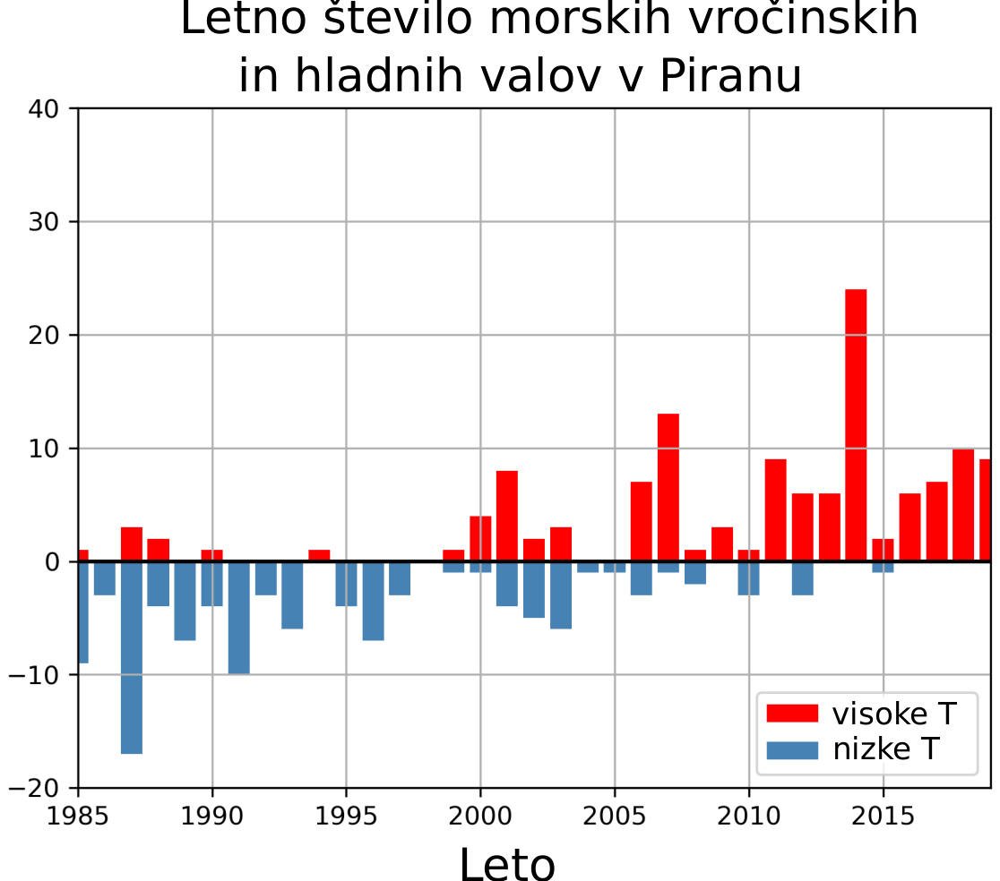 Letno število morskih vročinskih
in hladnih valov v Piranu
40
30
20
10
0
−10
−20
1985 1990 1995 2000 2005 2010 2015
visoke T
nizke T
Leto